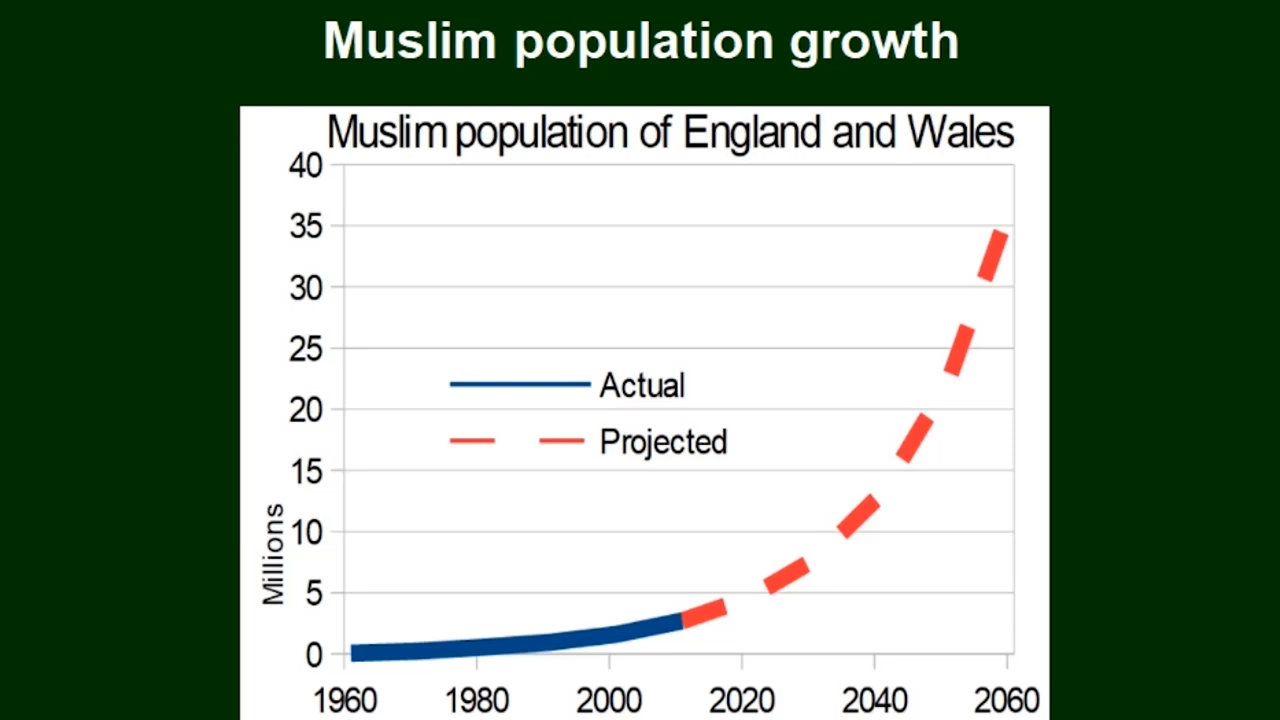 Muslim population growth
Muslim population of England and Wales
40
35
30
25
Actual
20
Projected
15
Millions
10
5
0
1960 1980 2000 2020 2040 2060